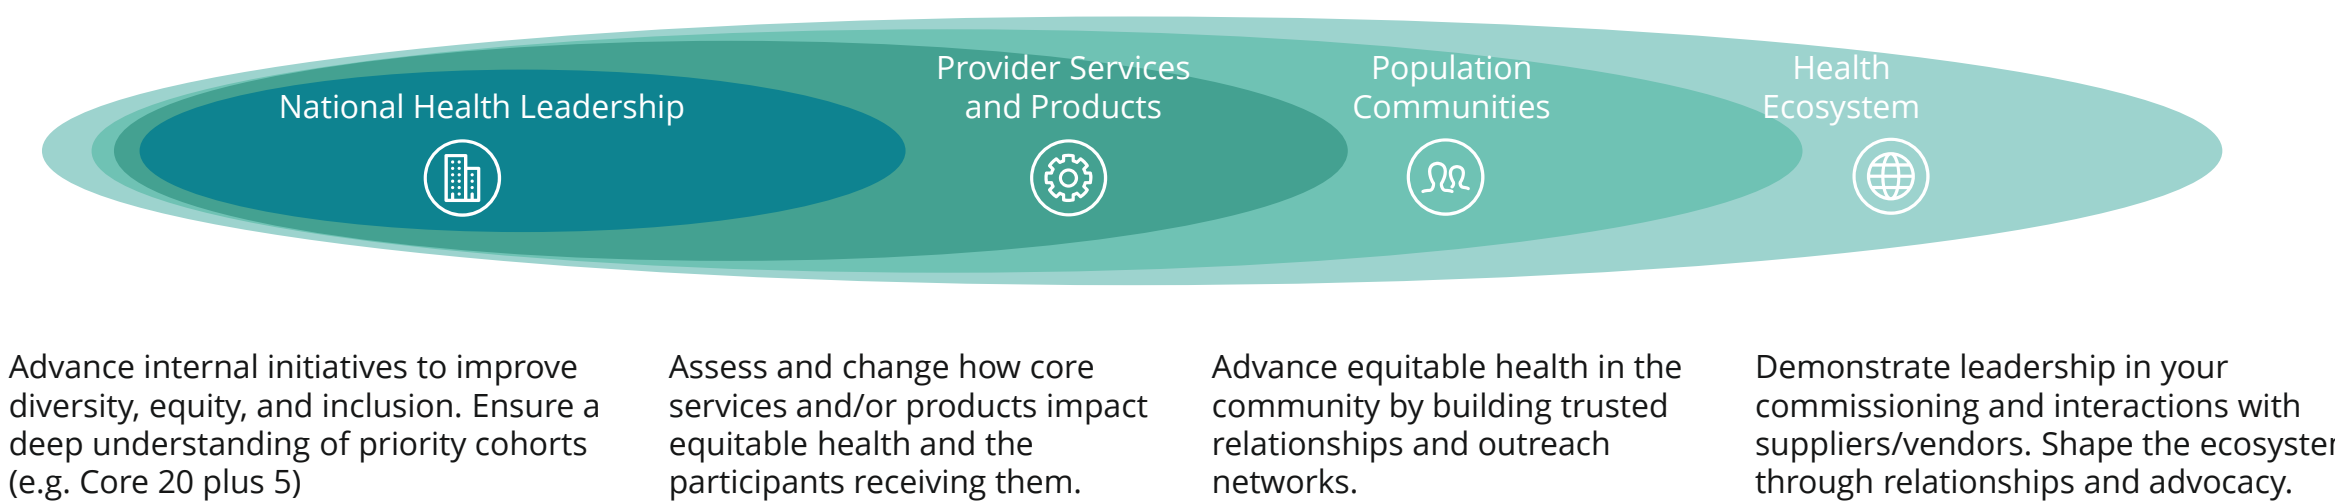 National Health Leadership
Provider Services
and Products
Population
Communities
Health
Ecosystem
Advance internal initiatives to improve
diversity, equity, and inclusion. Ensure a
deep understanding of priority cohorts
(e.g. Core 20 plus 5)
Assess and change how core
services and/or products impact
equitable health and the
participants receiving them.
Advance equitable health in the
community by building trusted
relationships and outreach
networks.
Demonstrate leadership in your
commissioning and interactions with
suppliers/vendors. Shape the ecosystem
through relationships and advocacy.